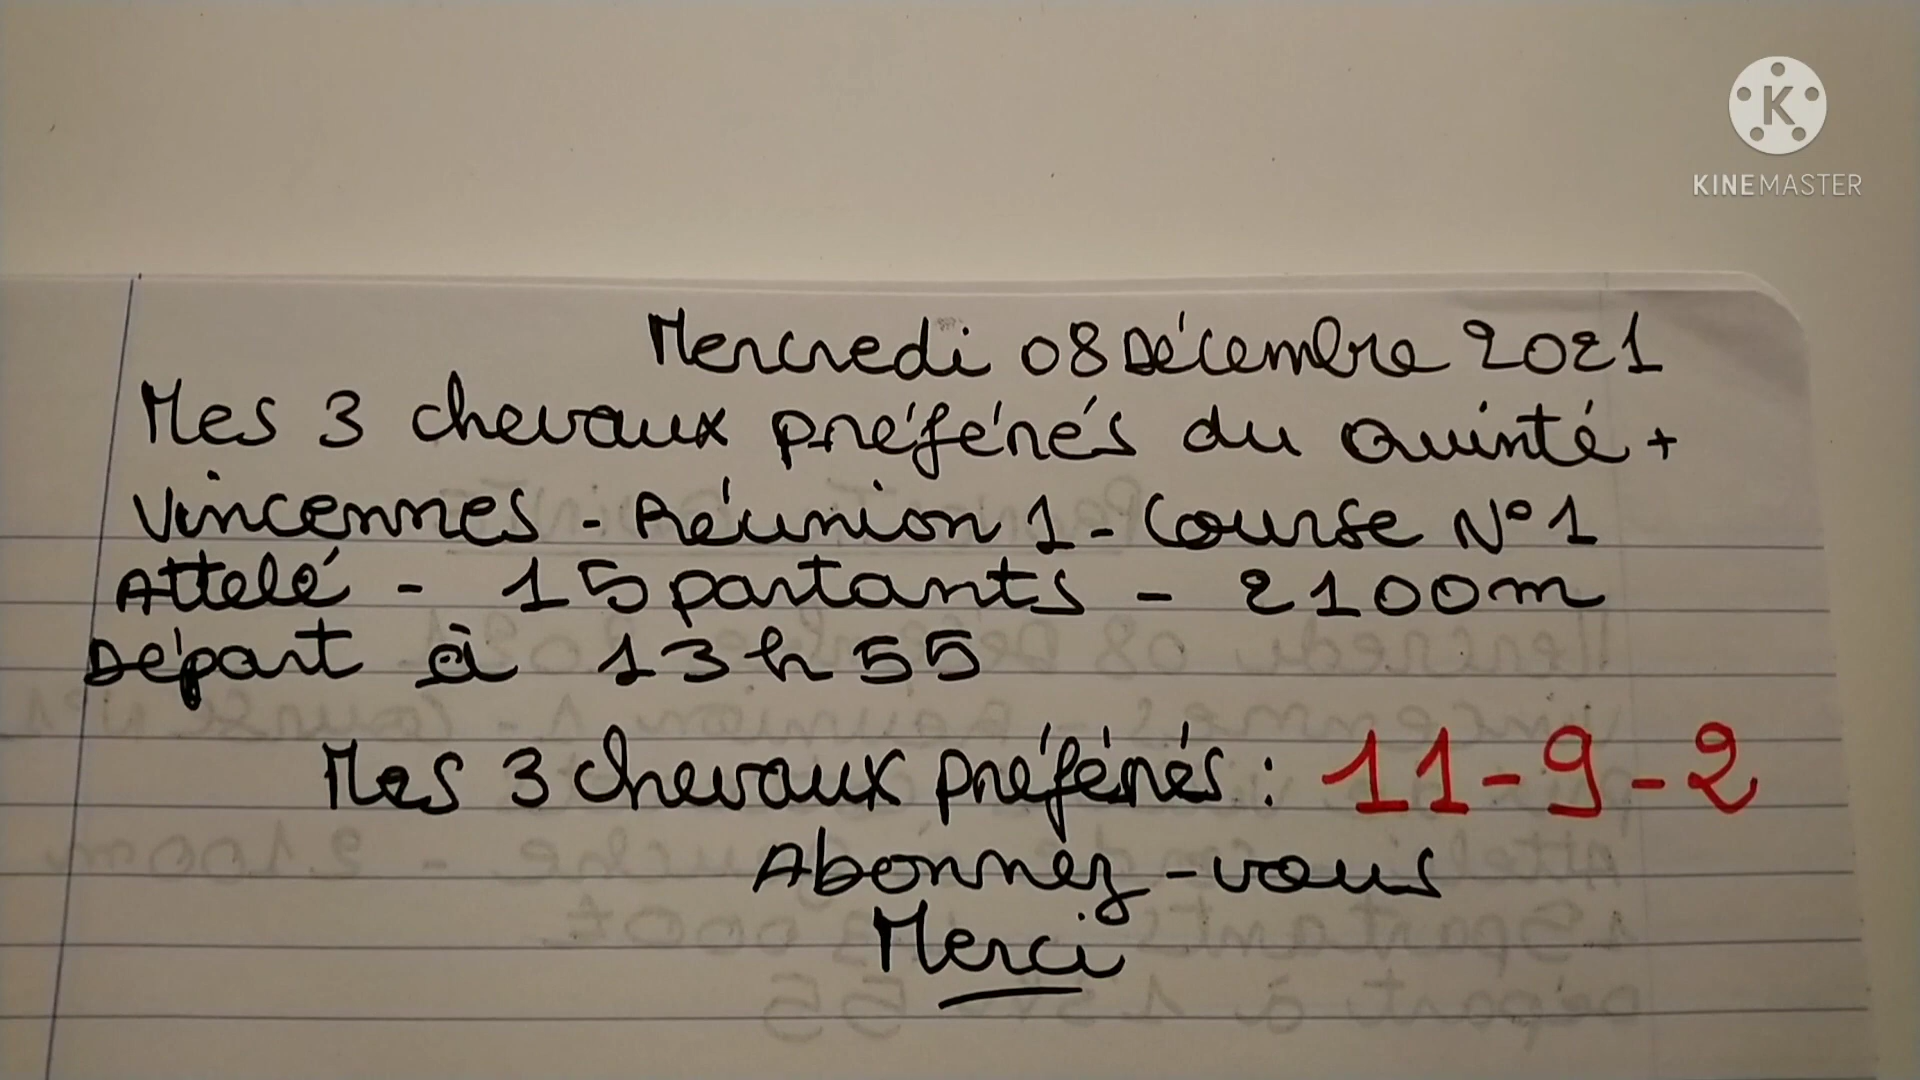 KINEMASTER
Mercredi 08 Décembre 2021
Mes 3 chevaux préférés du Quinté +
Vincennes - Réunion 1 - Course N°1
Attelé - 15 partants - 2100m
Départ à 13h55
Mes 3 chevaux préférés : 11-9-2
Abonnez-vous
Merci